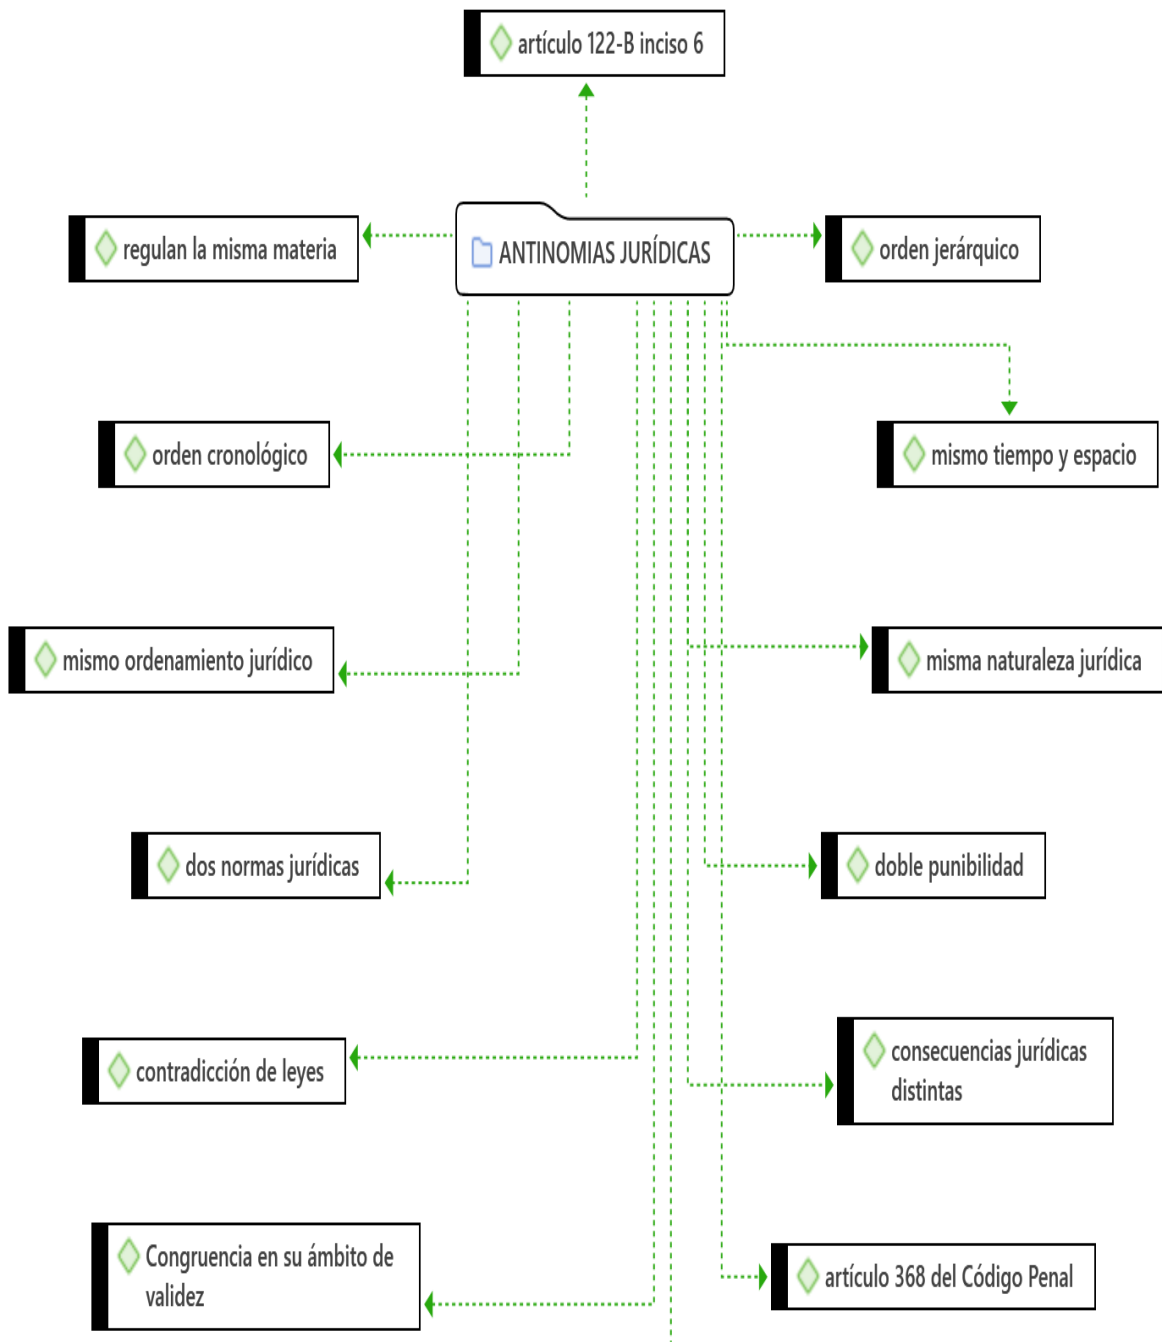 artículo 122-B inciso 6
regulan la misma materia
ANTINOMIAS JURÍDICAS
orden jerárquico
orden cronológico
mismo tiempo y espacio
mismo ordenamiento jurídico
misma naturaleza jurídica
dos normas jurídicas
doble punibilidad
contradicción de leyes
consecuencias jurídicas
distintas
Congruencia en su ámbito de
validez
artículo 368 del Código Penal